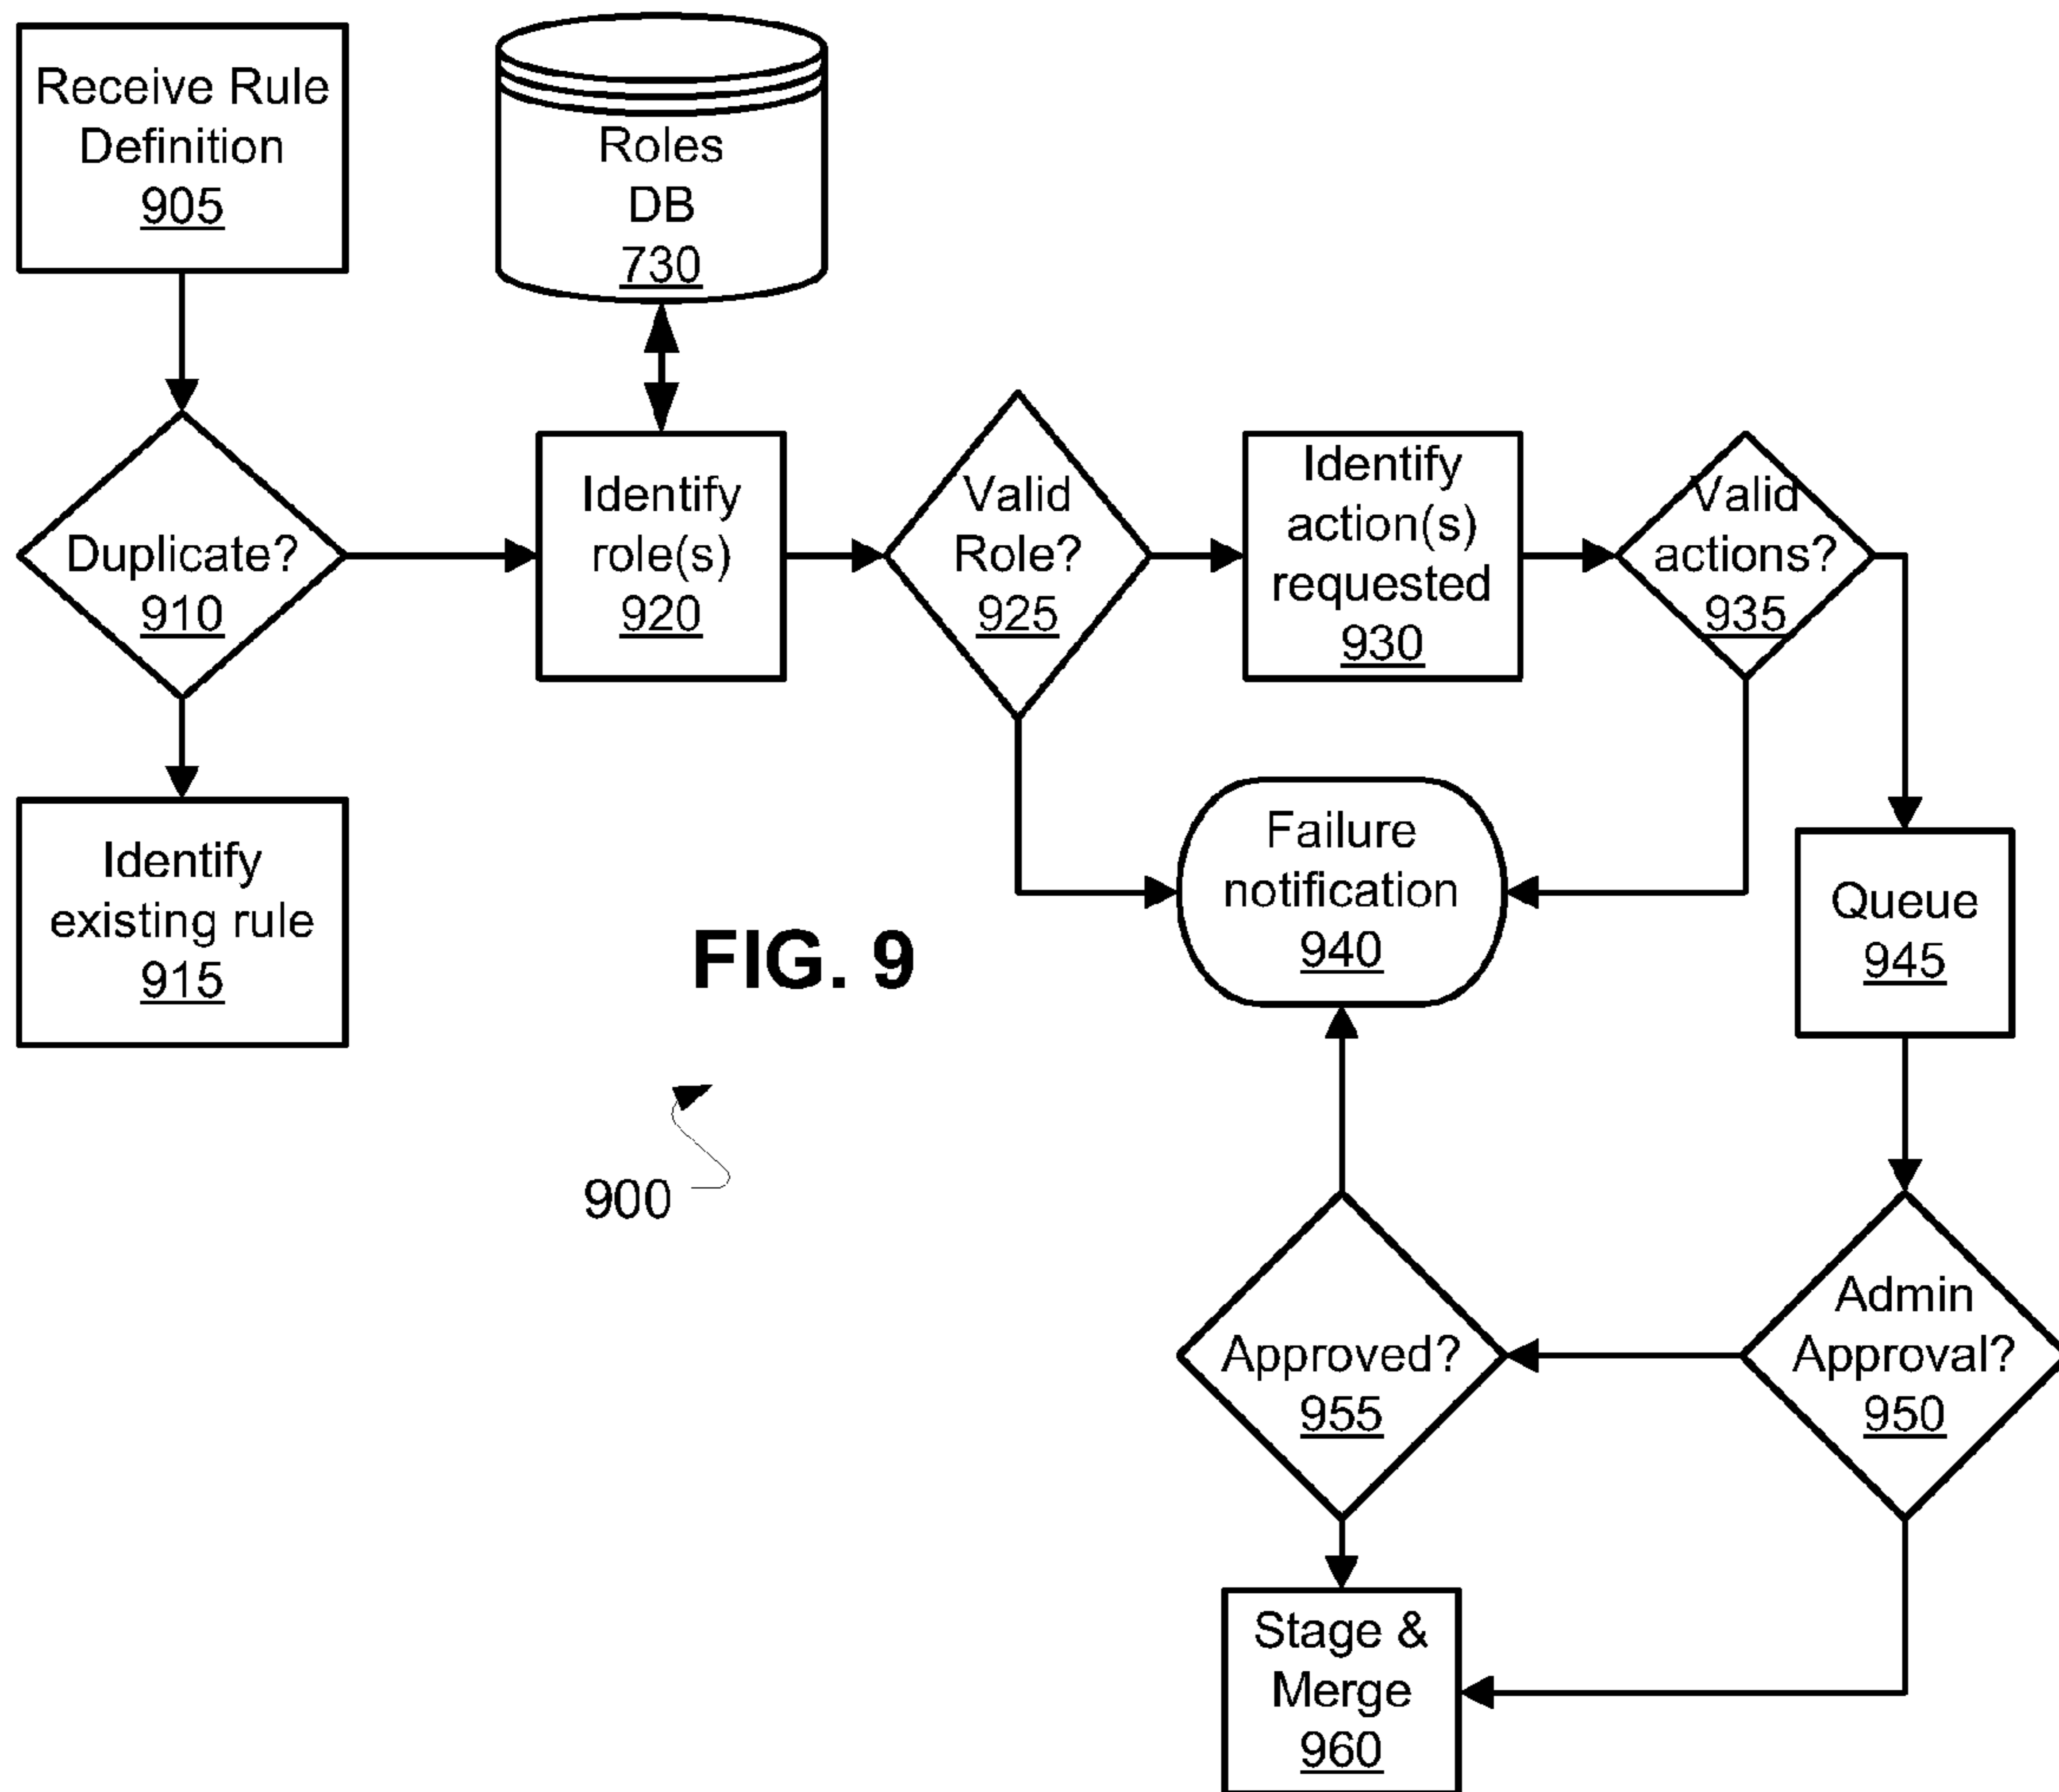 Receive Rule
Definition
905
Roles
DB
730
Duplicate?
910
Identify
role(s)
920
Valid
Role?
925
Identify
action(s)
requested
930
Valid
actions?
935
Identify
existing rule
915
FIG. 9
900
Failure
notification
940
Queue
945
Admin
Approval?
950
Approved?
955
Stage &
Merge
960